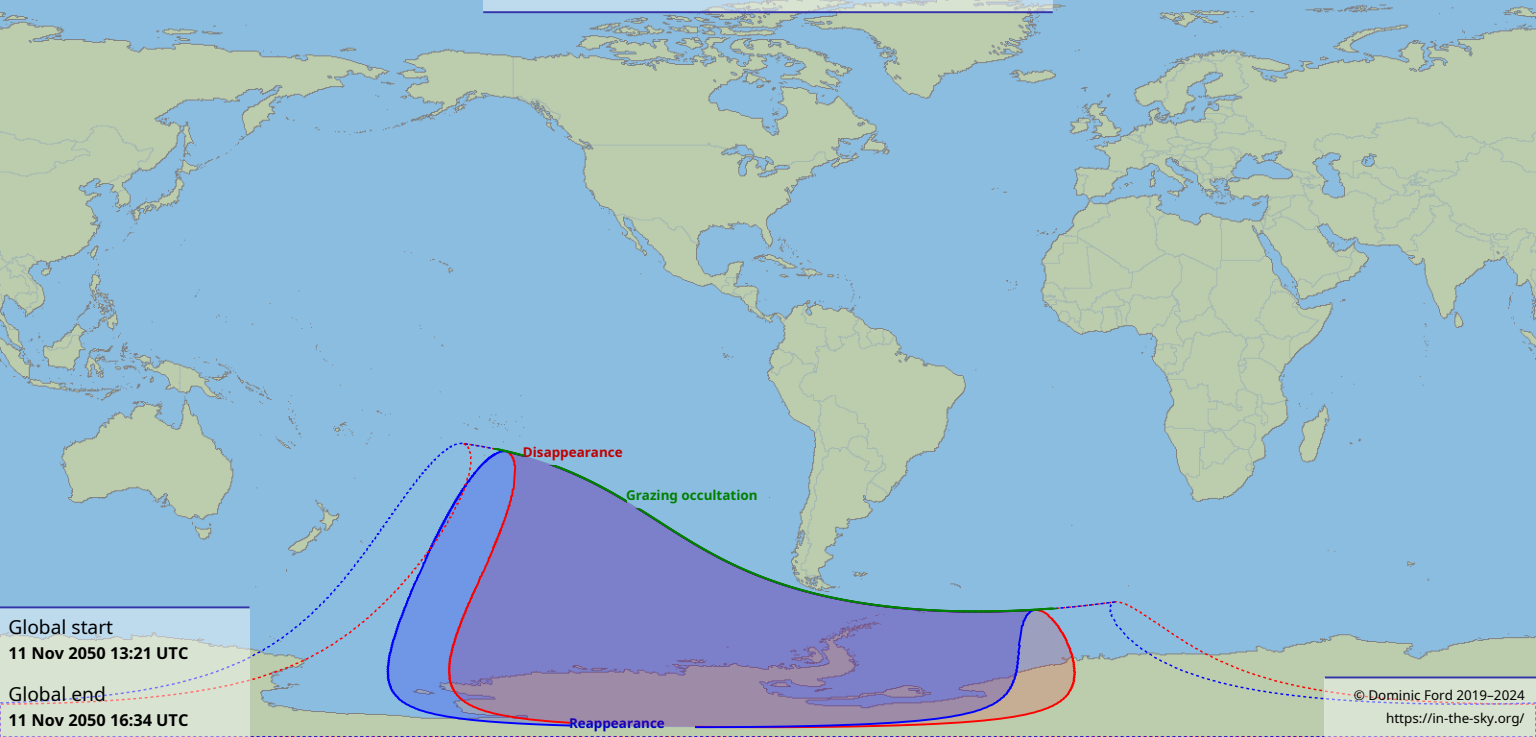 Disappearance
Grazing occultation
Reappearance
Global start
11 Nov 2050 13:21 UTC
Global end
11 Nov 2050 16:34 UTC
© Dominic Ford 2019–2024
https://in-the-sky.org/